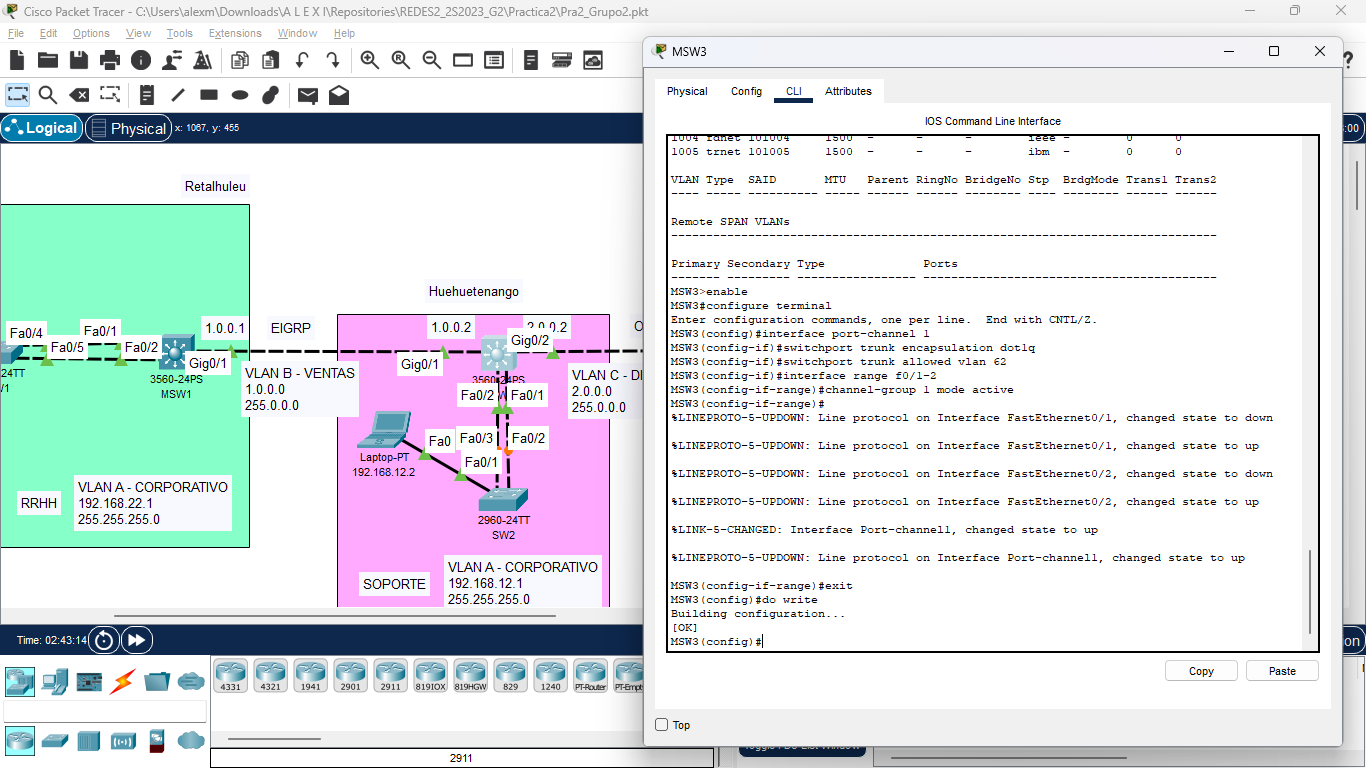 Cisco Packet Tracer - C:\Users\alexm\Downloads\A L E X I\Repositories\REDES2_2S2023_G2\Practica2\Pra2_Grupo2.pkt
File Edit Options View Tools Extensions Window Help
Logical Physical x: 1067, y: 455
:00
Retalhuleu
Huehuetenango
Fa0/4
Fa0/5
Fa0/1
Fa0/2
1.0.0.1
Gig0/1
EIGRP
24TT
/1
3560-24PS
MSW1
VLAN B - VENTAS
1.0.0.0
255.0.0.0
1.0.0.2
2.0.0.2
Gig0/2
Gig0/1
O
VLAN C - DI
2.0.0.0
255.0.0.0
Fa0/2
Fa0/1
Fa0
Fa0/3
Fa0/2
Fa0/1
Laptop-PT
192.168.12.2
2960-24TT
SW2
RRHH
VLAN A - CORPORATIVO
192.168.22.1
255.255.255.0
SOPORTE
VLAN A - CORPORATIVO
192.168.12.1
255.255.255.0
Time: 02:43:14
4331 4321 1941 2901 2911 819IOX 819HGW 829 1240 PT-Router PT-Empt
2911
on
MSW3
Physical Config CLI Attributes
IOS Command Line Interface
1004 fdnet 101004 1500 - - - ieee - 0 0
1005 trnet 101005 1500 - - - ibm - 0 0
VLAN Type SAID MTU Parent RingNo BridgeNo Stp BrdgMode Trans1 Trans2
---- ----- ---------- ----- ------ ------ -------- ---- -------- ------ ------
Remote SPAN VLANs
------------------------------------------------------------------------------
Primary Secondary Type Ports
------- --------- ----------------- ------------------------------------------
MSW3>enable
MSW3#configure terminal
Enter configuration commands, one per line. End with CNTL/Z.
MSW3(config)#interface port-channel 1
MSW3(config-if)#switchport trunk encapsulation dot1q
MSW3(config-if)#switchport trunk allowed vlan 62
MSW3(config-if)#interface range f0/1-2
MSW3(config-if-range)#channel-group 1 mode active
MSW3(config-if-range)#
%LINEPROTO-5-UPDOWN: Line protocol on Interface FastEthernet0/1, changed state to down
%LINEPROTO-5-UPDOWN: Line protocol on Interface FastEthernet0/1, changed state to up
%LINEPROTO-5-UPDOWN: Line protocol on Interface FastEthernet0/2, changed state to down
%LINEPROTO-5-UPDOWN: Line protocol on Interface FastEthernet0/2, changed state to up
%LINK-5-CHANGED: Interface Port-channel1, changed state to up
%LINEPROTO-5-UPDOWN: Line protocol on Interface Port-channel1, changed state to up
MSW3(config-if-range)#exit
MSW3(config)#do write
Building configuration...
[OK]
MSW3(config)#
Copy Paste
Top